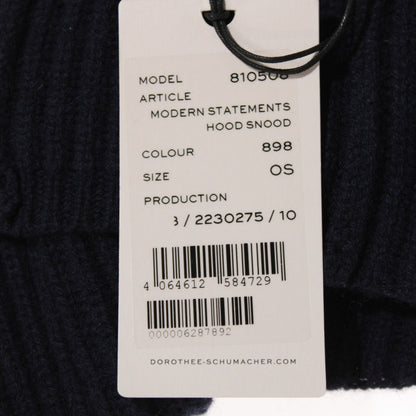 MODEL 810508
ARTICLE
MODERN STATEMENTS
HOOD SNOOD
COLOUR 898
SIZE OS
PRODUCTION
/ 2230275 / 10
4 064612 584729
000006287892
DOROTHEE-SCHUMACHER.COM